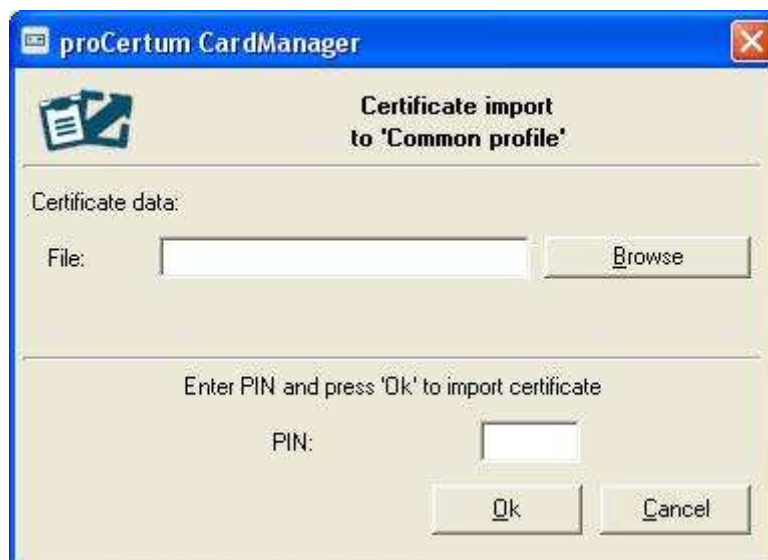 proCertum CardManager
Certificate import
to 'Common profile'
Certificate data:
File:
Browse
Enter PIN and press 'Ok' to import certificate
PIN:
Ok
Cancel